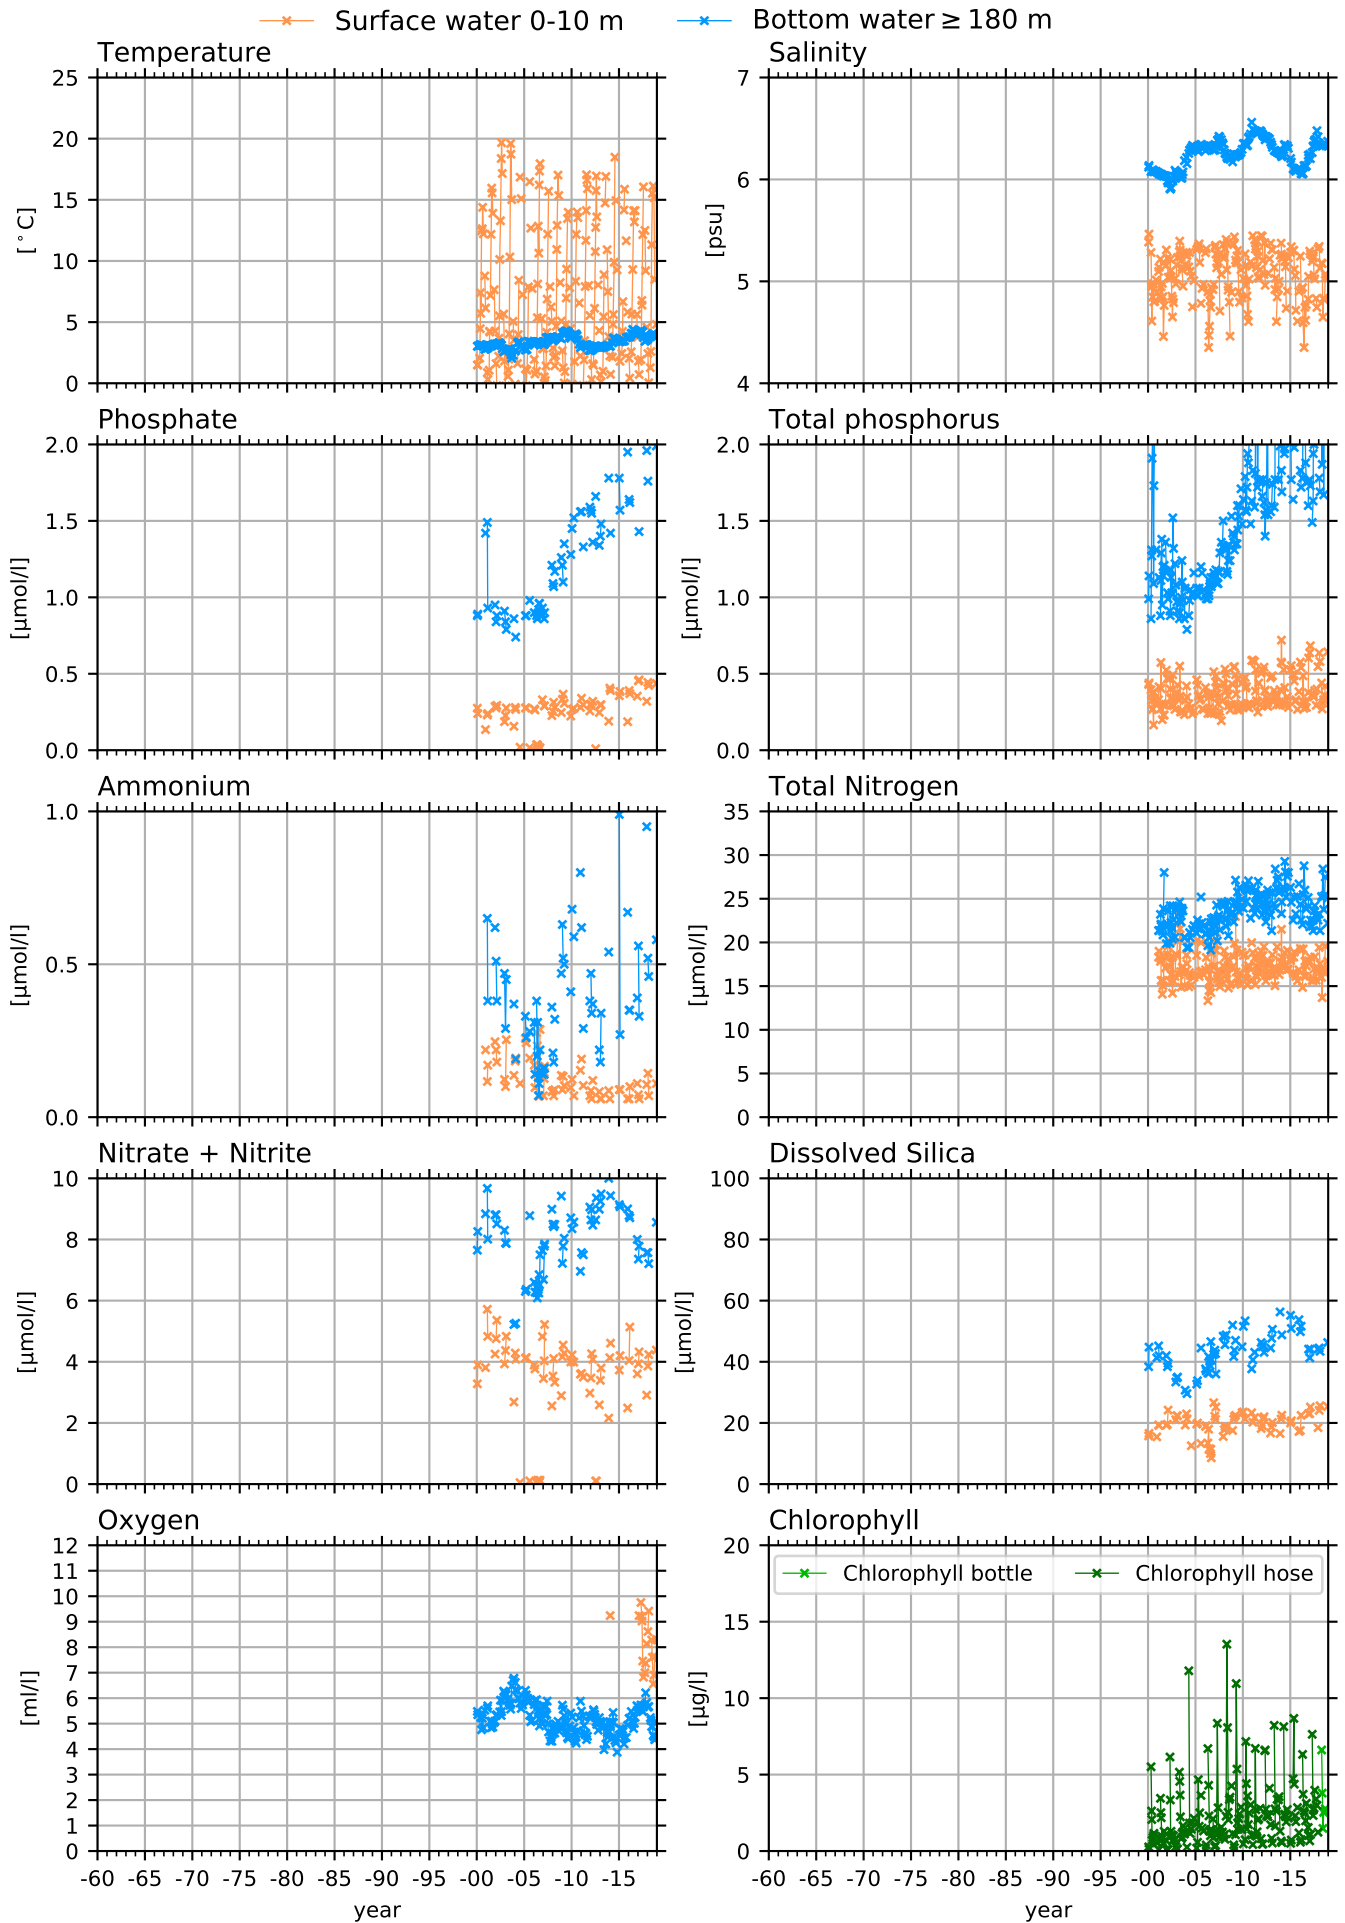 Surface water 0-10 m Bottom water ≥ 180 m
Temperature Salinity
25 7
20
6
15
[°C] [psu]
10
5
5
0 4
Phosphate Total phosphorus
2.0 2.0
1.5 1.5
[µmol/l] 1.0 [µmol/l] 1.0
0.5 0.5
0.0 0.0
Ammonium Total Nitrogen
1.0 35
30
25
[µmol/l] 0.5 [µmol/l] 20
15
10
5
0.0 0
Nitrate + Nitrite Dissolved Silica
10 100
8 80
6 60
[µmol/l] [µmol/l]
4 40
2 20
0 0
Oxygen Chlorophyll
12 20
11 Chlorophyll bottle Chlorophyll hose
10
9 15
8
7
[ml/l] 6 [µg/l] 10
5
4
3 5
2
1
0 0
-60 -65 -70 -75 -80 -85 -90 -95 -00 -05 -10 -15 -60 -65 -70 -75 -80 -85 -90 -95 -00 -05 -10 -15
year year